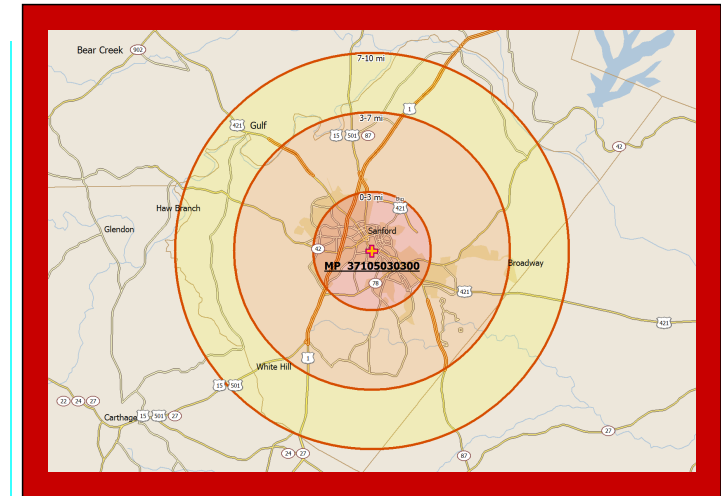 7-10 mi
Bear Creek 902
1
421 Gulf
3-7 mi
15 501 87
42
0-3 mi
Haw Branch
421
Glendon
Sanford
42
MP_37105030300
Broadway
78
421
421
1
White Hill
15 501
22 24 27
Carthage 15 501 27
27
24 27
87